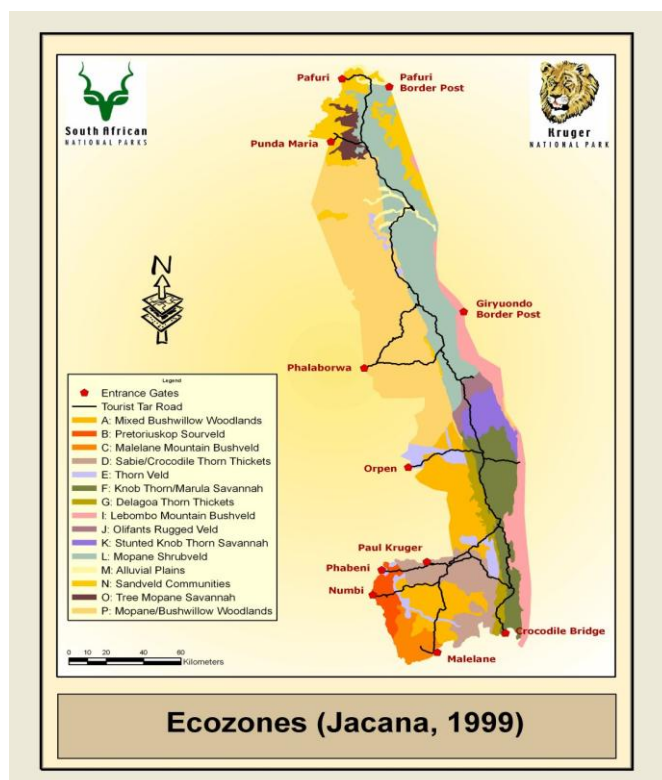 South African
NATIONAL PARKS
Kruger
NATIONAL PARK
Pafuri
Pafuri
Border Post
Punda Maria
N
Giryuondo
Border Post
Phalaborwa
Legend
Entrance Gates
Tourist Tar Road
A: Mixed Bushwillow Woodlands
B: Pretoriuskop Sourveld
C: Malelane Mountain Bushveld
D: Sabie/Crocodile Thorn Thickets
E: Thorn Veld
F: Knob Thorn/Marula Savannah
G: Delagoa Thorn Thickets
I: Lebombo Mountain Bushveld
J: Olifants Rugged Veld
K: Stunted Knob Thorn Savannah
L: Mopane Shrubveld
M: Alluvial Plains
N: Sandveld Communities
O: Tree Mopane Savannah
P: Mopane/Bushwillow Woodlands
Orpen
Paul Kruger
Phabeni
Numbi
Crocodile Bridge
Malelane
0 10 20 40 60
Kilometers
Ecozones (Jacana, 1999)